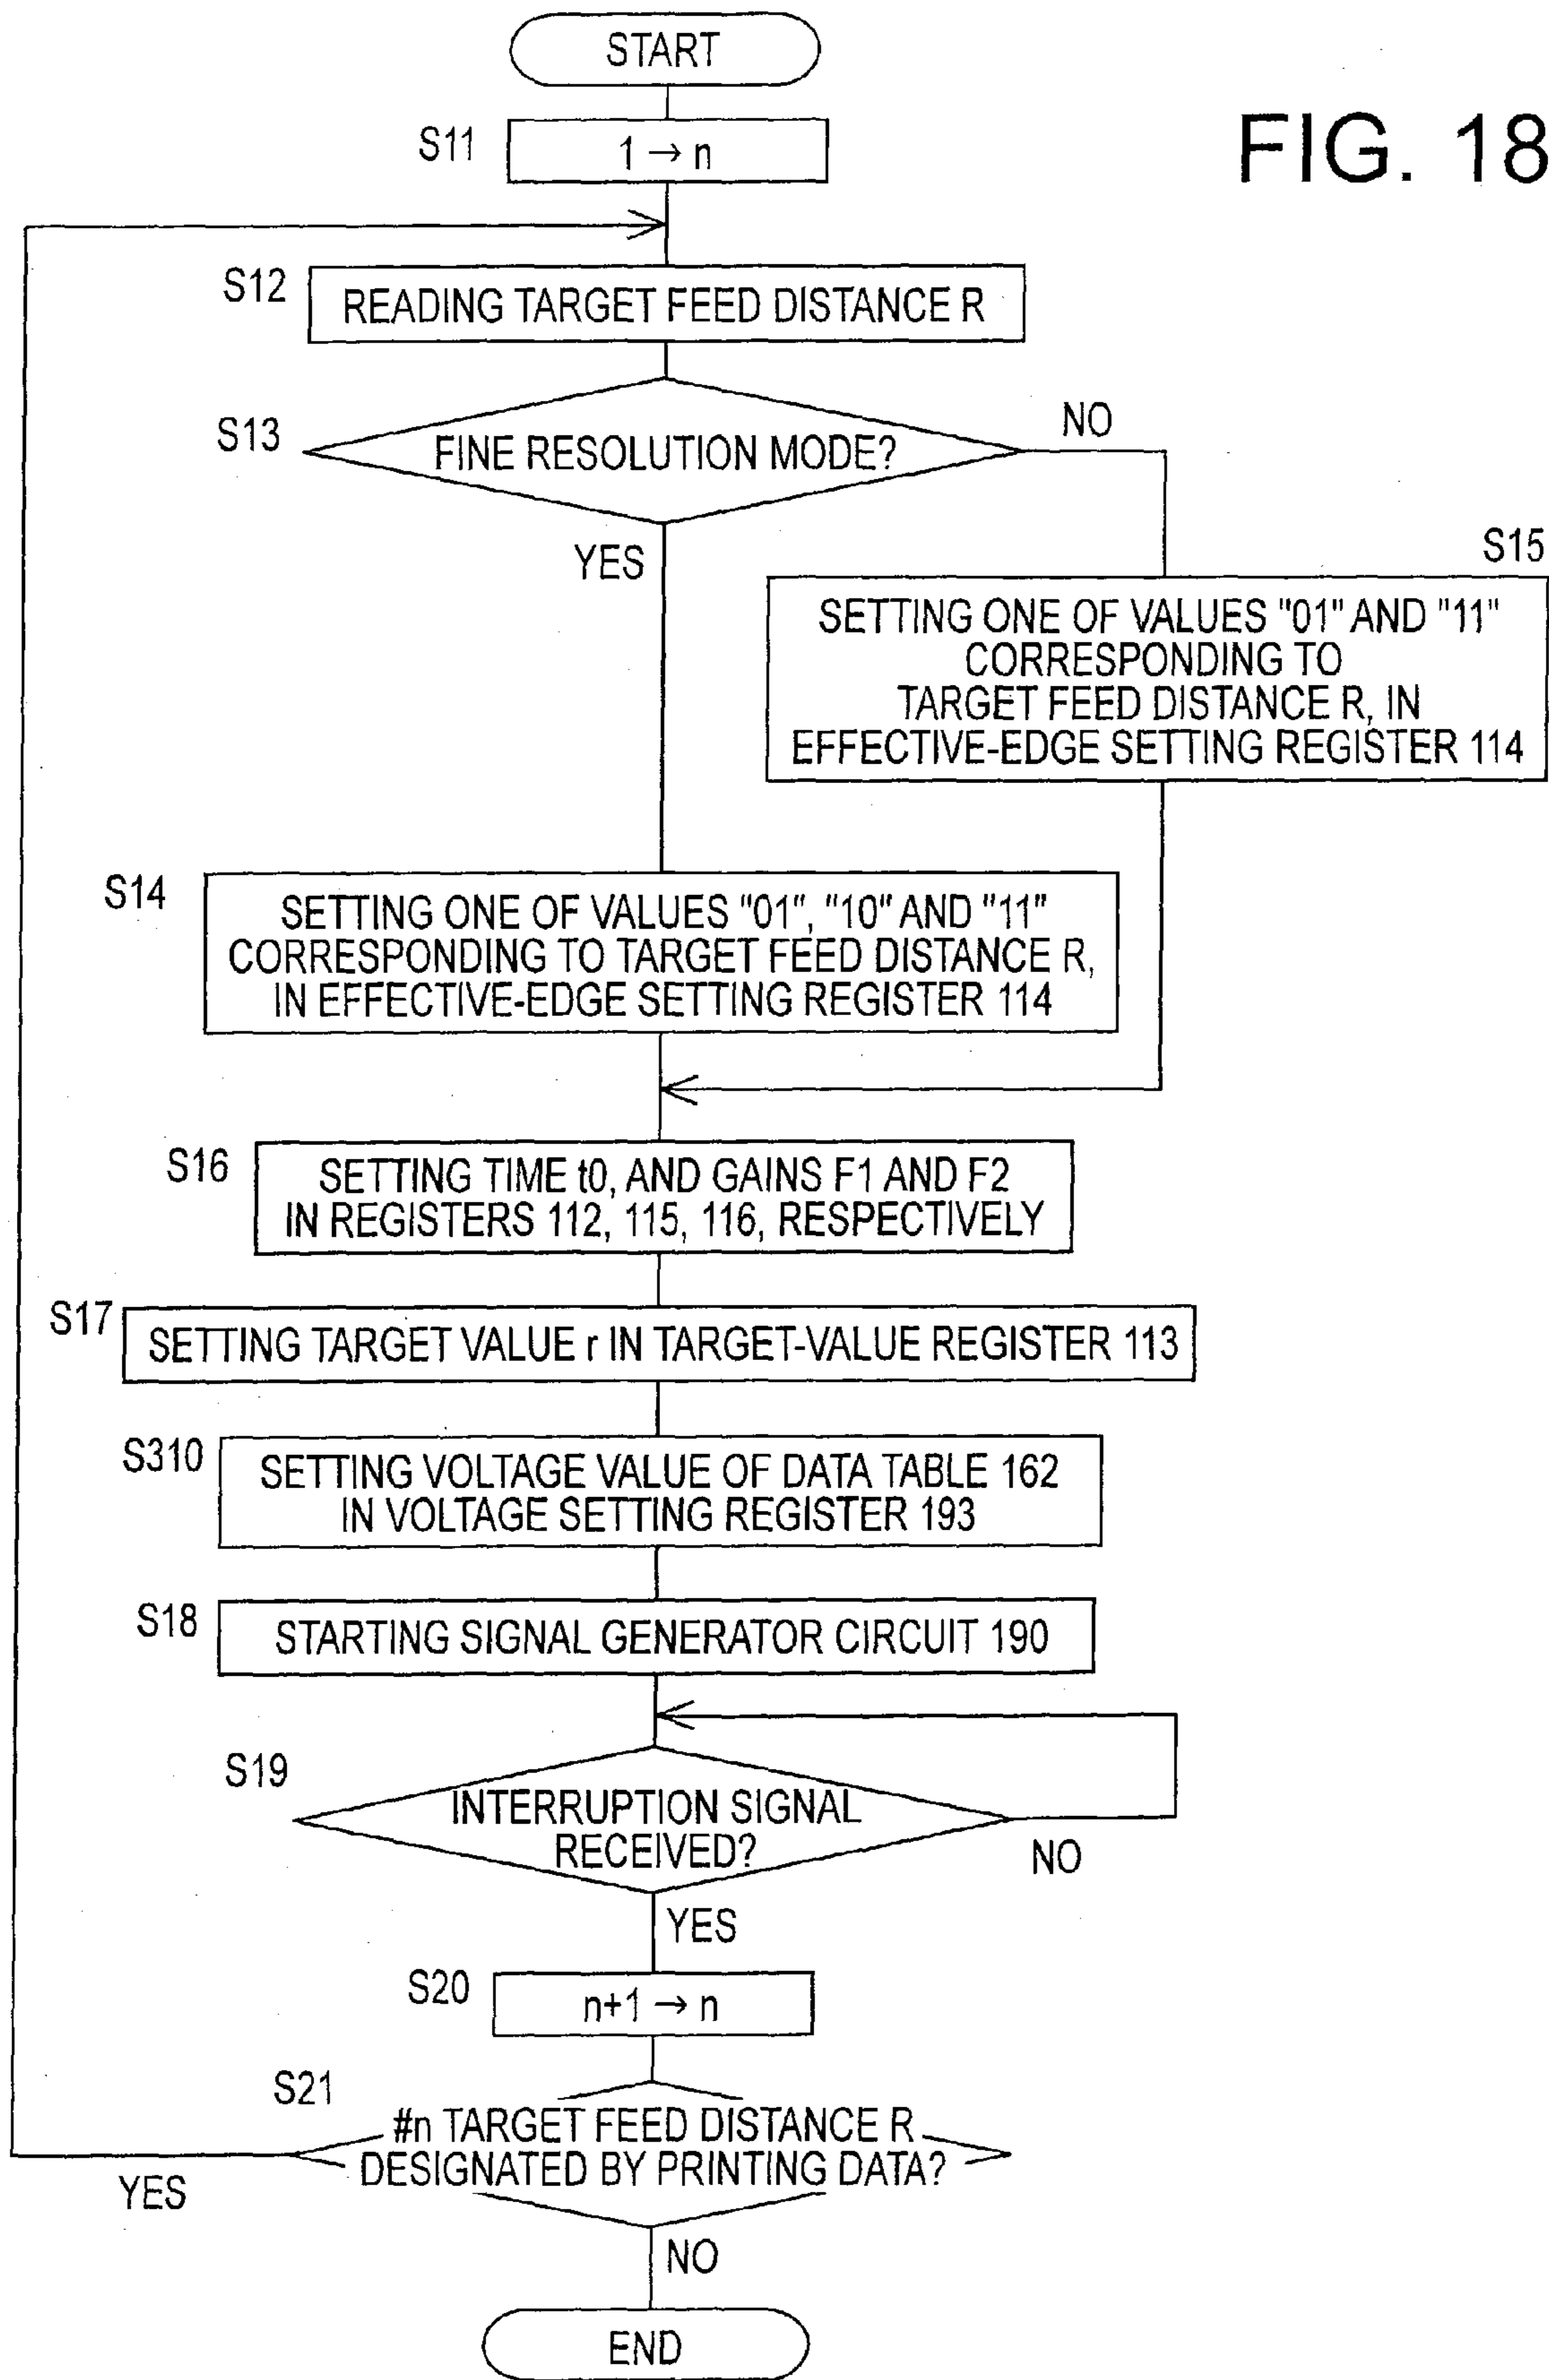 START
FIG. 18
S11
1 → n
S12
READING TARGET FEED DISTANCE R
S13
FINE RESOLUTION MODE?
NO
YES
S15
SETTING ONE OF VALUES "01" AND "11"
CORRESPONDING TO
TARGET FEED DISTANCE R, IN
EFFECTIVE-EDGE SETTING REGISTER 114
S14
SETTING ONE OF VALUES "01", "10" AND "11"
CORRESPONDING TO TARGET FEED DISTANCE R,
IN EFFECTIVE-EDGE SETTING REGISTER 114
S16
SETTING TIME t0, AND GAINS F1 AND F2
IN REGISTERS 112, 115, 116, RESPECTIVELY
S17
SETTING TARGET VALUE r IN TARGET-VALUE REGISTER 113
S310
SETTING VOLTAGE VALUE OF DATA TABLE 162
IN VOLTAGE SETTING REGISTER 193
S18
STARTING SIGNAL GENERATOR CIRCUIT 190
S19
INTERRUPTION SIGNAL
RECEIVED?
NO
YES
S20
n+1 → n
S21
#n TARGET FEED DISTANCE R
DESIGNATED BY PRINTING DATA?
YES
NO
END